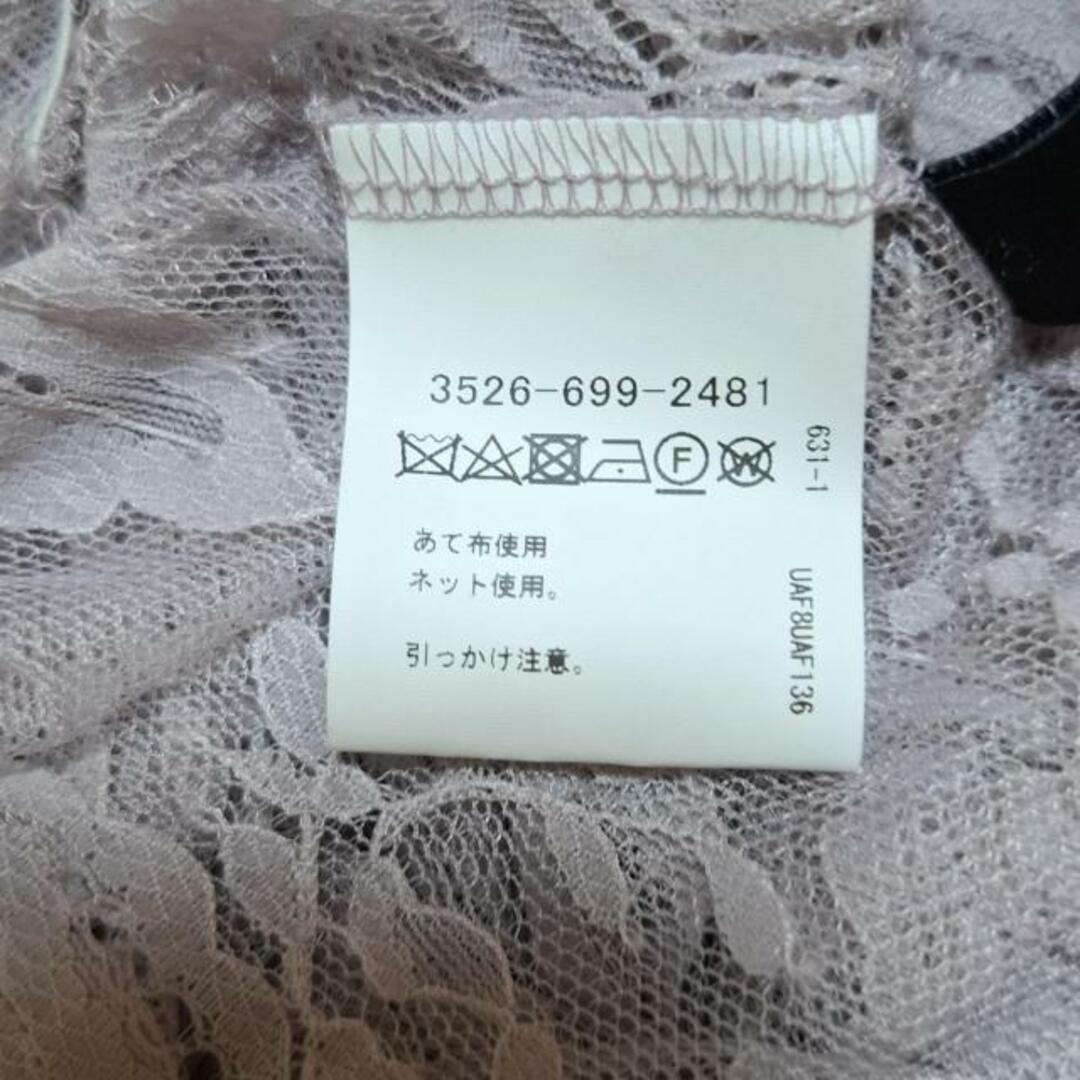 3526-699-2481
F
W
あて布使用
ネット使用。
引っかけ注意。
631-1
UAF8UAF136